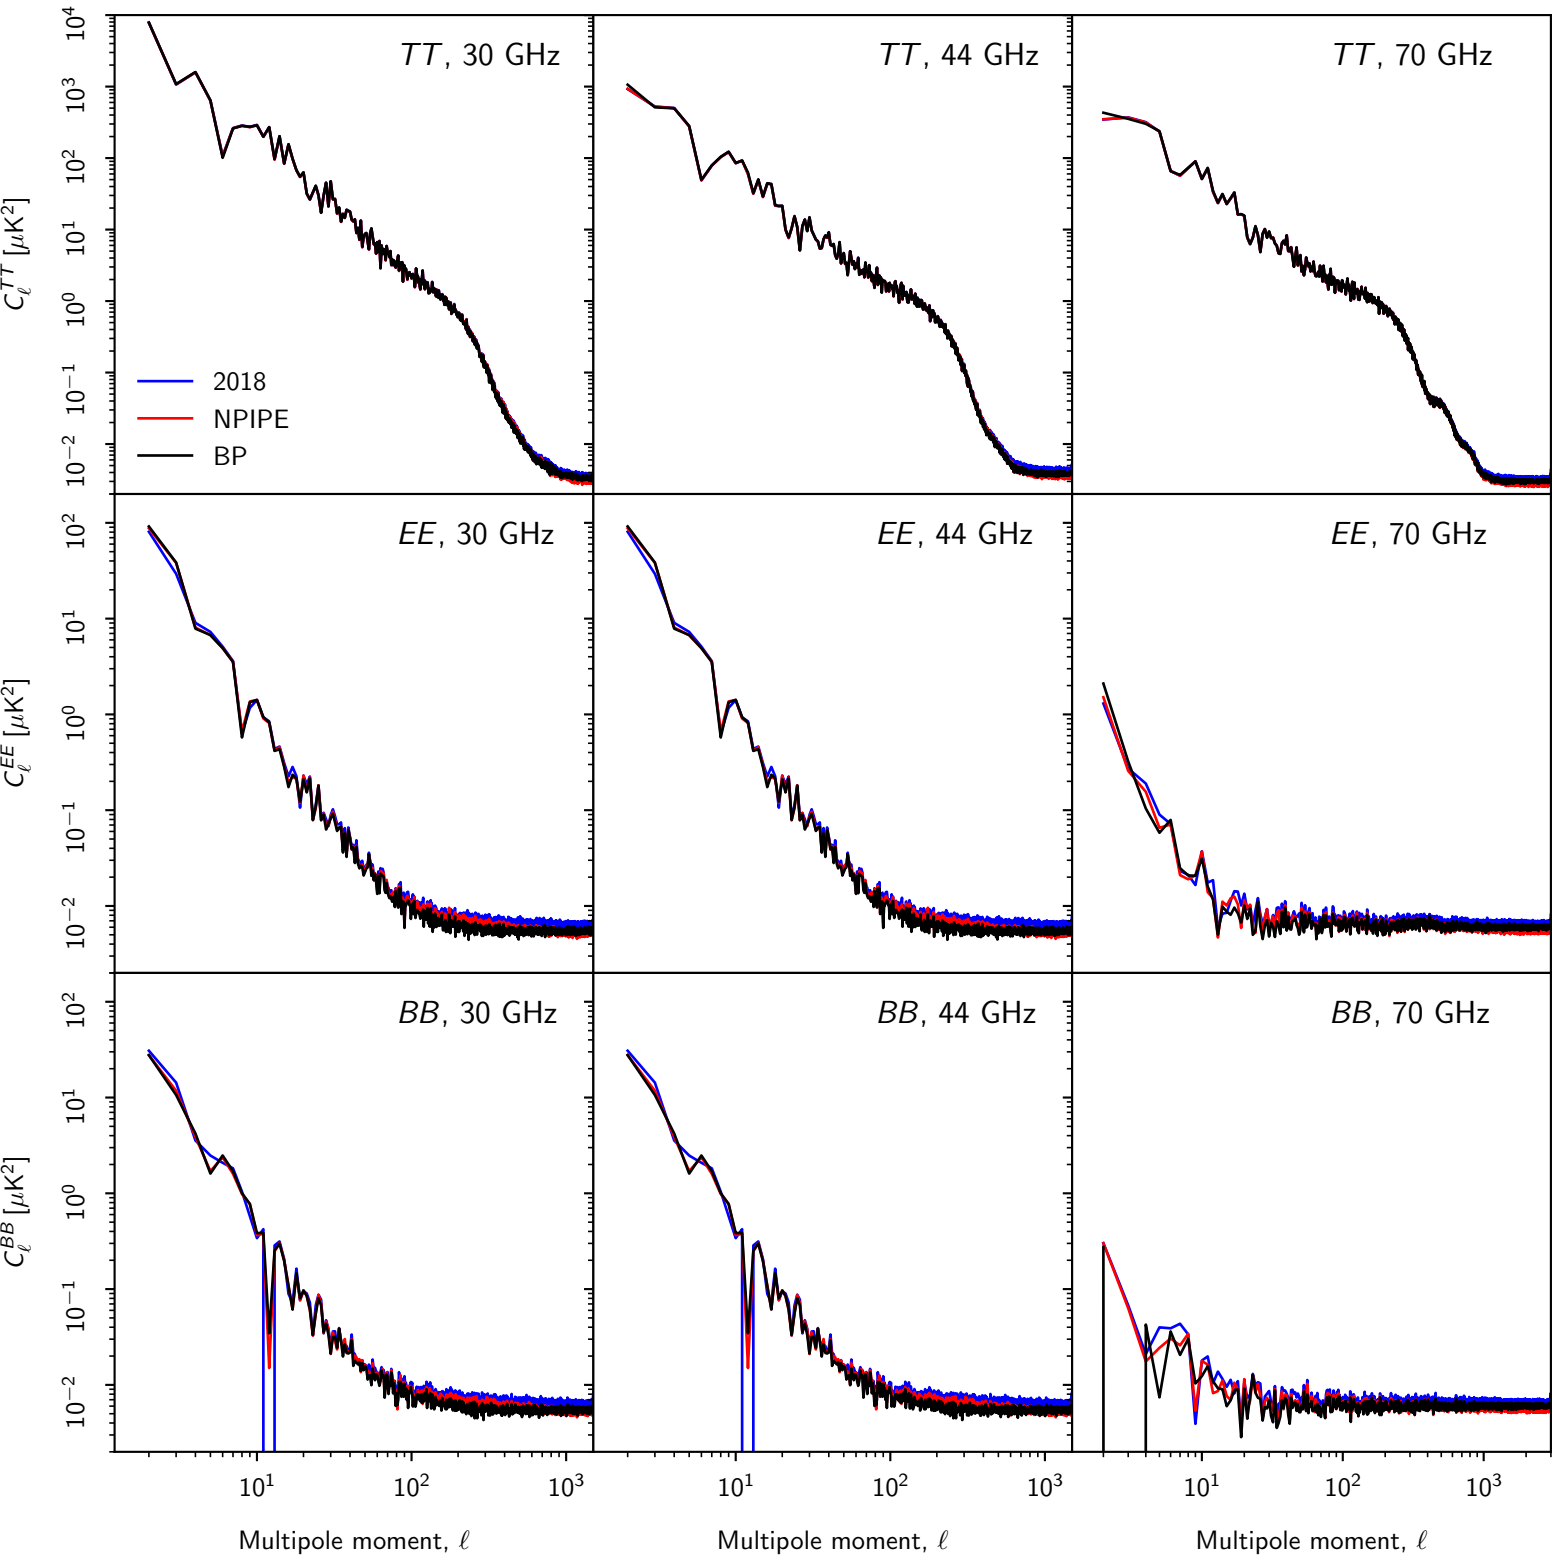 TT, 30 GHz
TT, 44 GHz
TT, 70 GHz
10⁴
10³
10²
10¹
10⁰
10⁻¹
10⁻²
C_ℓ^{TT} [μK²]
2018
NPIPE
BP
EE, 30 GHz
EE, 44 GHz
EE, 70 GHz
10²
10¹
10⁰
10⁻¹
10⁻²
C_ℓ^{EE} [μK²]
BB, 30 GHz
BB, 44 GHz
BB, 70 GHz
10²
10¹
10⁰
10⁻¹
10⁻²
C_ℓ^{BB} [μK²]
10¹ 10² 10³
10¹ 10² 10³
10¹ 10² 10³
Multipole moment, ℓ
Multipole moment, ℓ
Multipole moment, ℓ